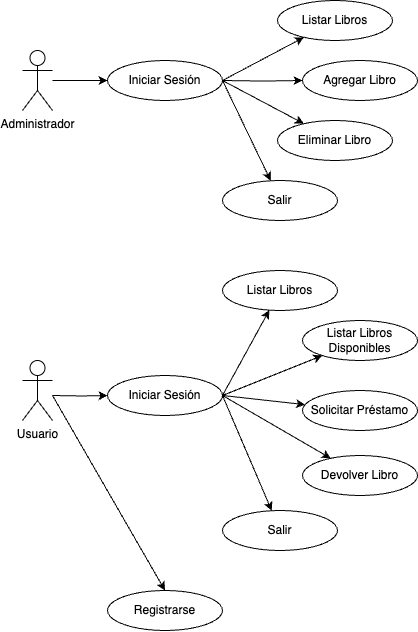 Listar Libros
Iniciar Sesión
Agregar Libro
Administrador
Eliminar Libro
Salir
Listar Libros
Listar Libros
Disponibles
Iniciar Sesión
Solicitar Préstamo
Usuario
Devolver Libro
Salir
Registrarse